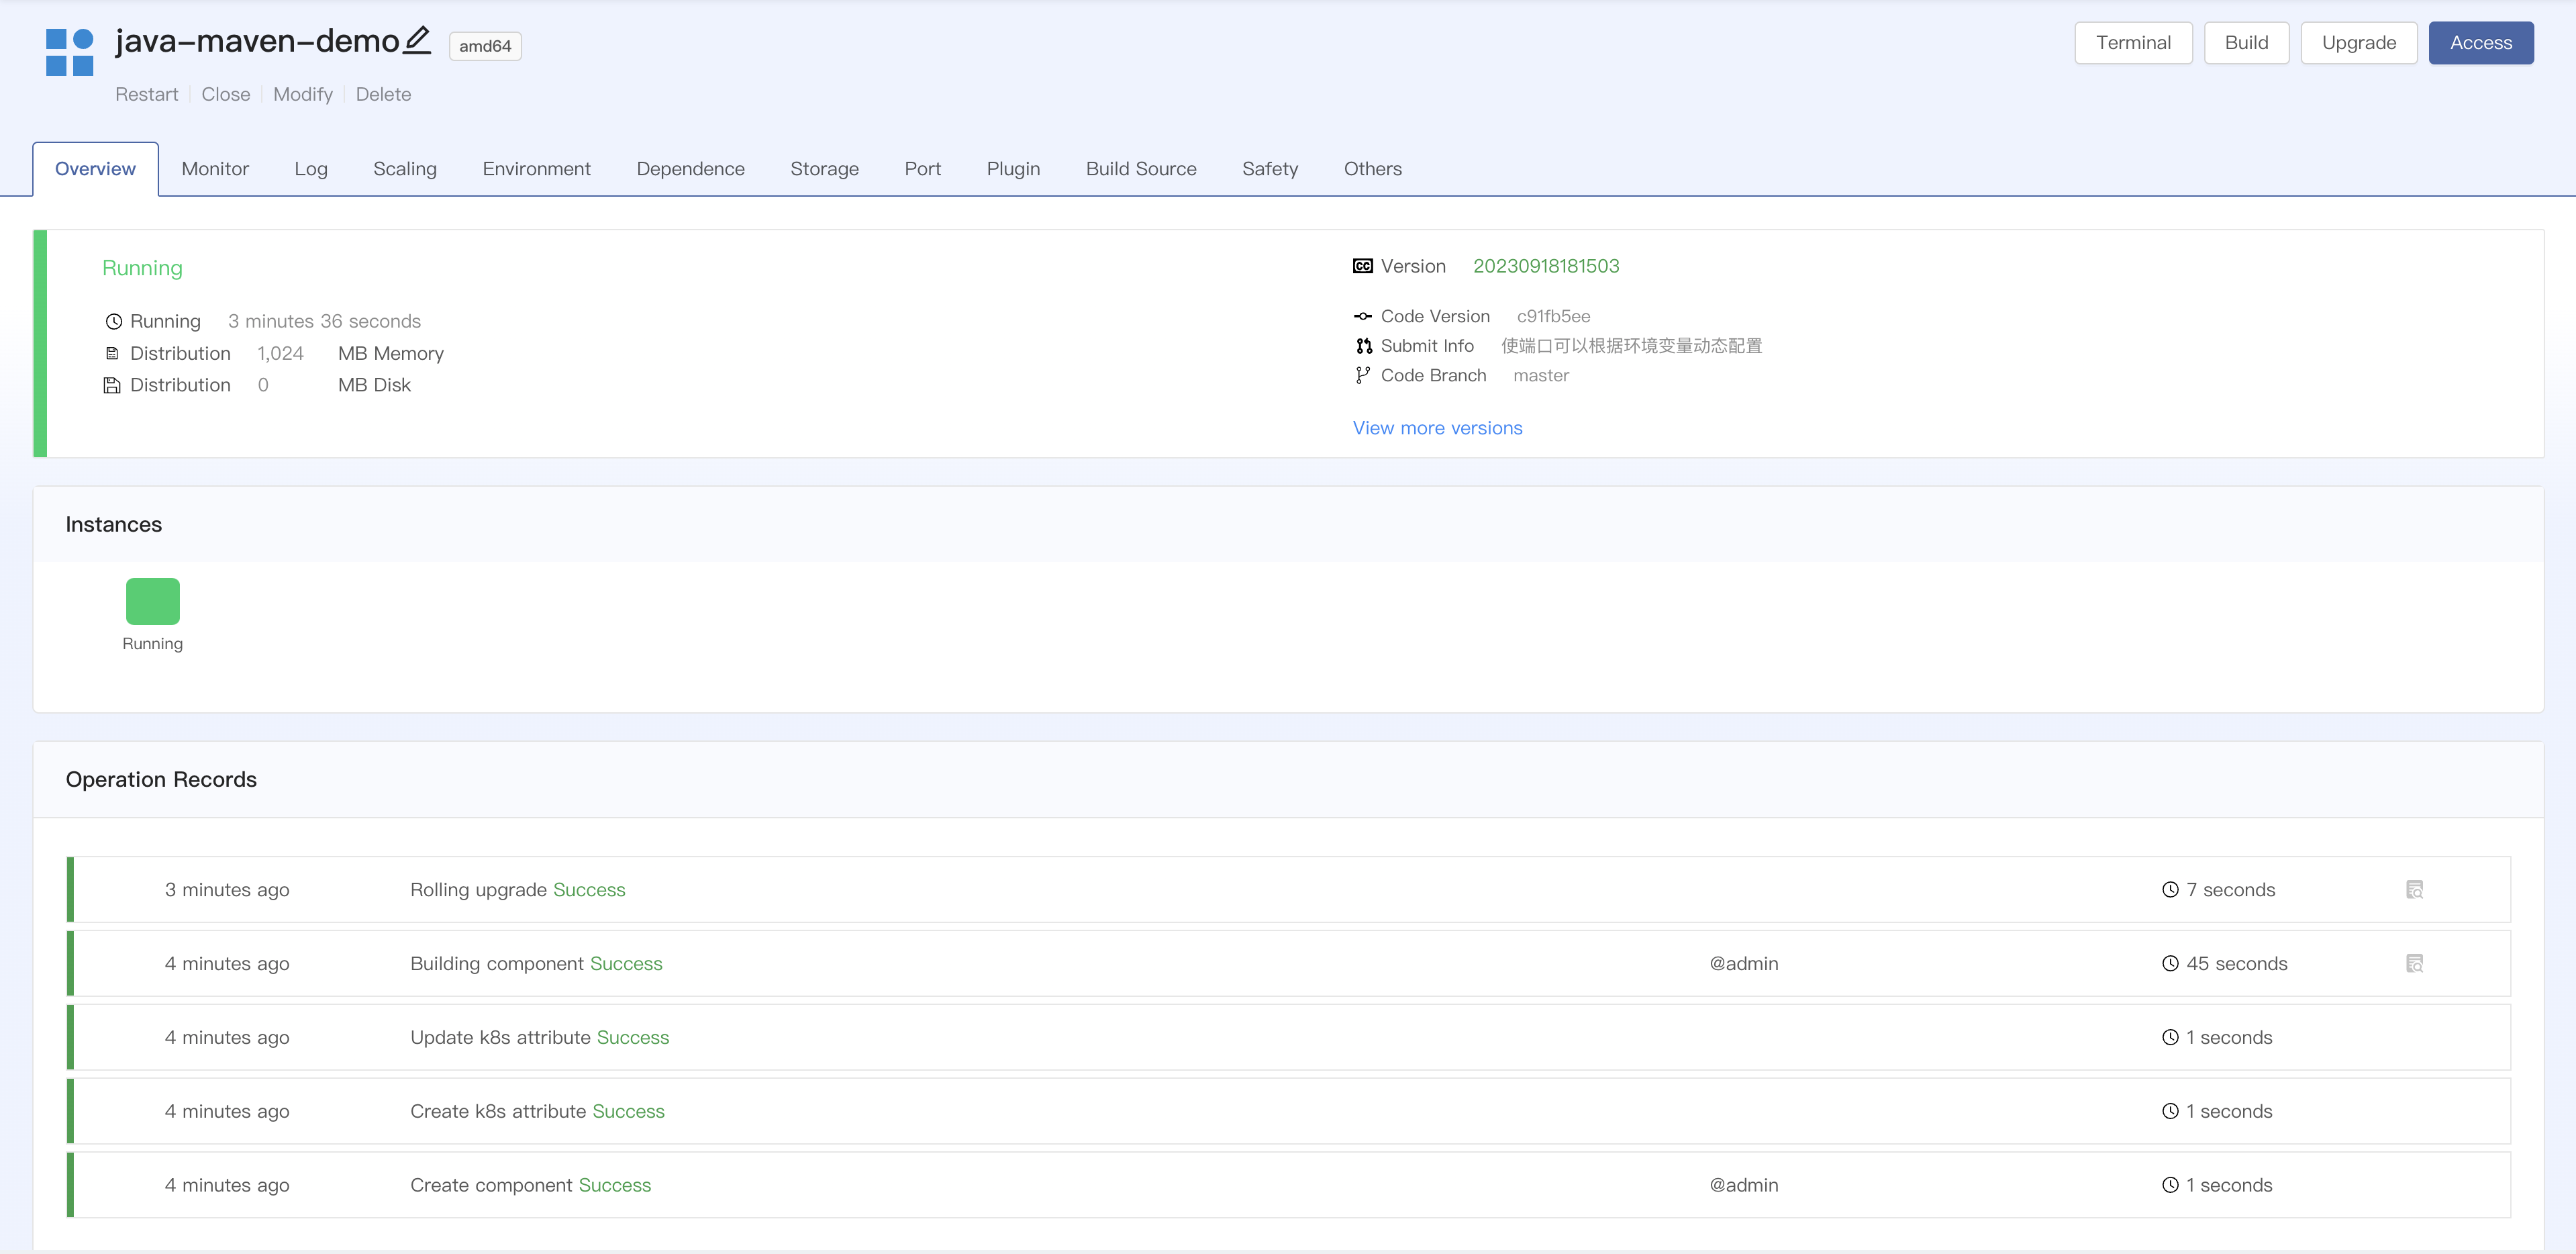 java-maven-demo amd64
Terminal Build Upgrade Access
Restart Close Modify Delete
Overview Monitor Log Scaling Environment Dependence Storage Port Plugin Build Source Safety Others
Running
Running 3 minutes 36 seconds
Distribution 1,024 MB Memory
Distribution 0 MB Disk
Version 20230918181503
Code Version c91fb5ee
Submit Info 使端口可以根据环境变量动态配置
Code Branch master
View more versions
Instances
Running
Operation Records
3 minutes ago Rolling upgrade Success 7 seconds
4 minutes ago Building component Success @admin 45 seconds
4 minutes ago Update k8s attribute Success 1 seconds
4 minutes ago Create k8s attribute Success 1 seconds
4 minutes ago Create component Success @admin 1 seconds